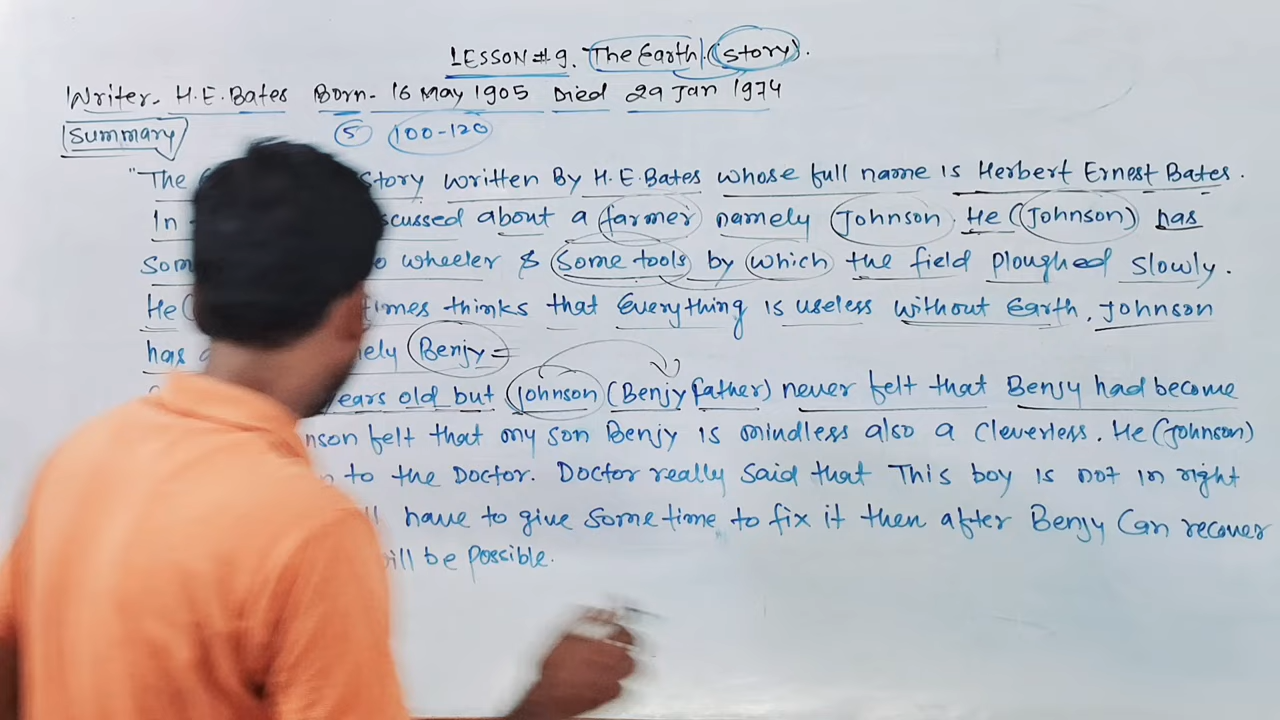 LESSON # 9. The Earth (Story).
Writer- H.E.Bates Born- 16 May 1905 Died 29 Jan 1974
Summary 5 100-120
"The Story written By H.E.Bates whose full name is Herbert Ernest Bates.
In scussed about a farmer namely Johnson. He (Johnson) has
Som o wheeler & Some tools by which the field ploughed slowly.
He ( times thinks that Everything is useless without Earth. Johnson
has a ely Benjy=
ears old but Johnson (Benjy father) never felt that Benjy had become
nson felt that my son Benjy is mindless also a Cleverless. He (Johnson)
to the Doctor. Doctor really said that This boy is not in right
ll have to give some time to fix it then after Benjy Can recover
ill be possible.